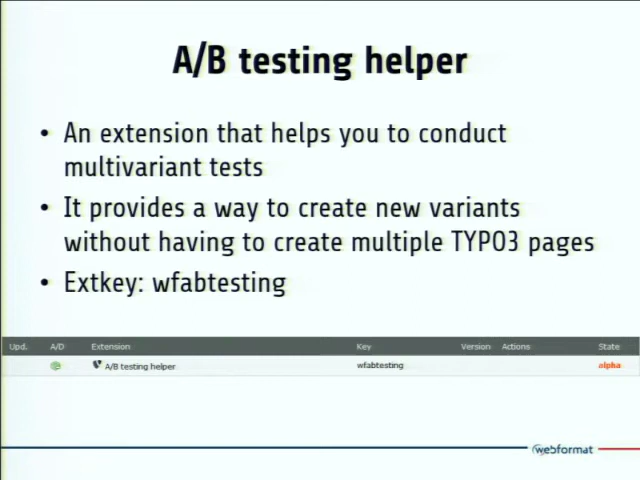 A/B testing helper
• An extension that helps you to conduct
multivariant tests
• It provides a way to create new variants
without having to create multiple TYPO3 pages
• Extkey: wfabtesting
Upd. A/D Extension Key Version Actions State
A/B testing helper wfabtesting alpha
webformat